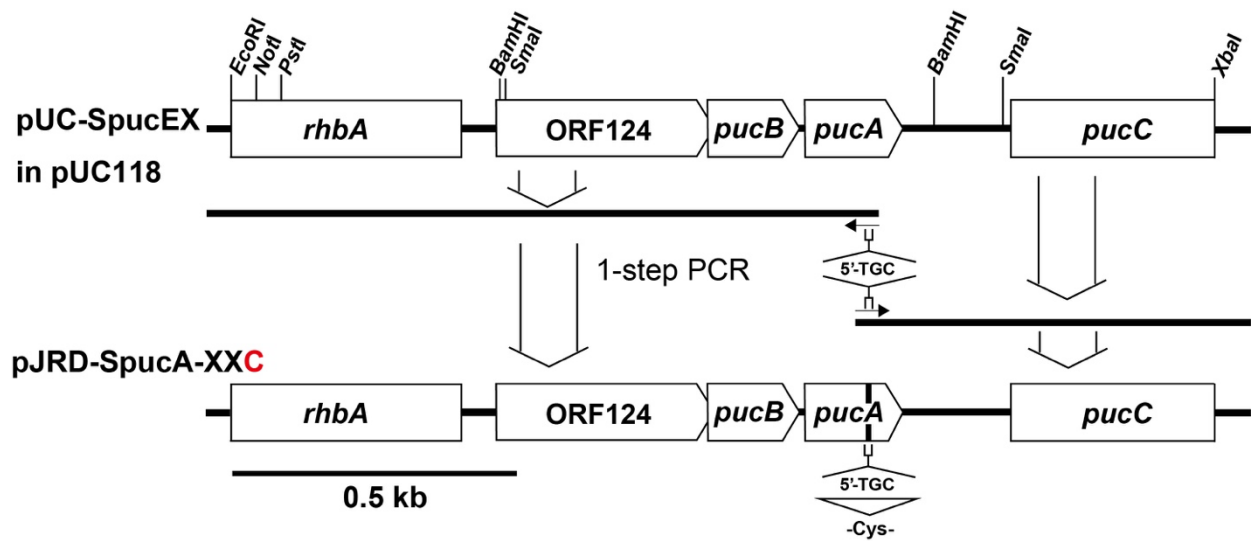 EcoRI
NotI
PstI
BamHI
SmaI
BamHI
SmaI
XbaI
pUC-SpucEX
in pUC118
rhbA
ORF124
pucB
pucA
pucC
1-step PCR
5'-TGC
pJRD-SpucA-XXC
rhbA
ORF124
pucB
pucA
pucC
0.5 kb
5'-TGC
-Cys-